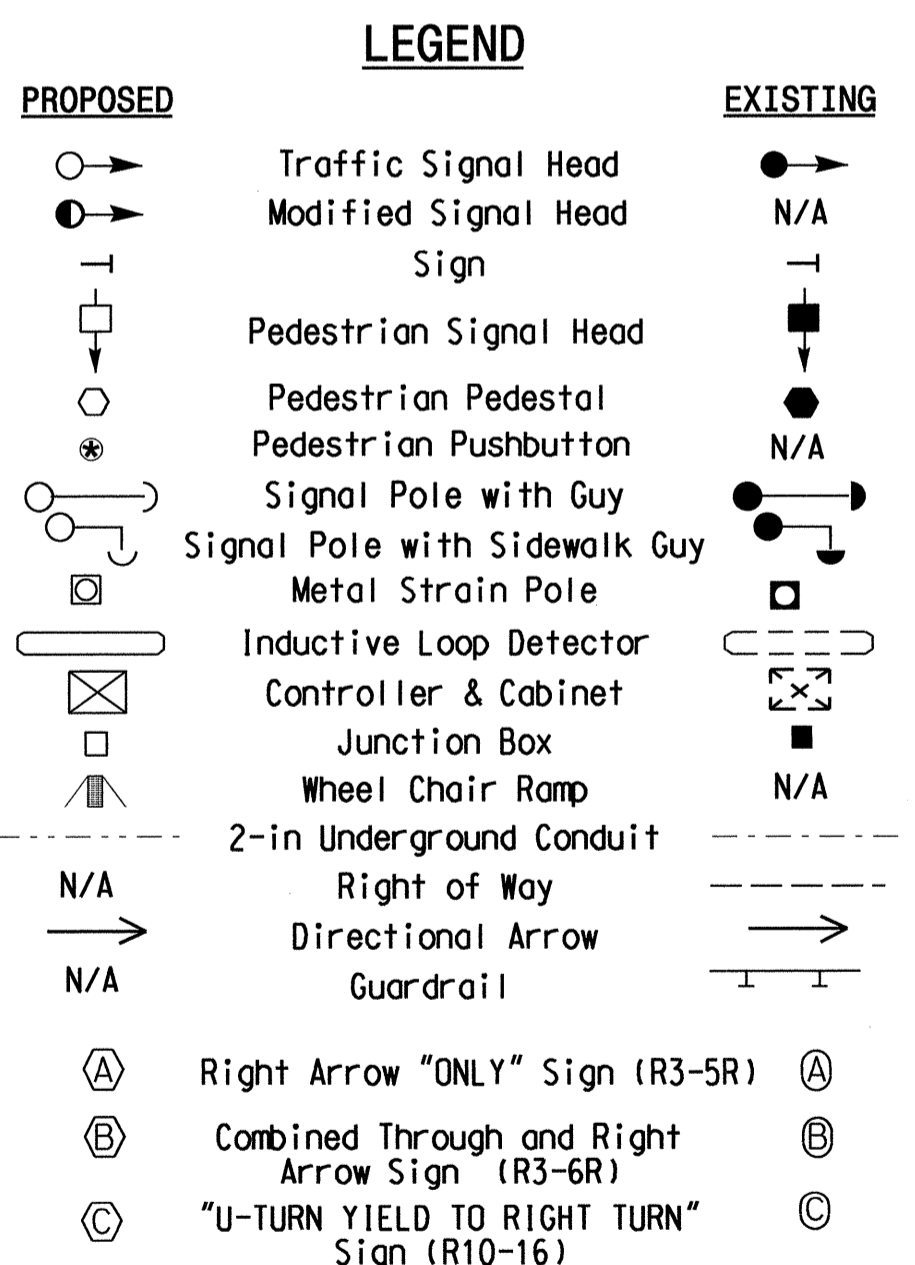 LEGEND
PROPOSED EXISTING
Traffic Signal Head
Modified Signal Head N/A
Sign
Pedestrian Signal Head
Pedestrian Pedestal
Pedestrian Pushbutton N/A
Signal Pole with Guy
Signal Pole with Sidewalk Guy
Metal Strain Pole
Inductive Loop Detector
Controller & Cabinet
Junction Box
Wheel Chair Ramp N/A
2-in Underground Conduit
N/A Right of Way
Directional Arrow
N/A Guardrail
A Right Arrow "ONLY" Sign (R3-5R) A
B Combined Through and Right B
Arrow Sign (R3-6R)
C "U-TURN YIELD TO RIGHT TURN" C
Sign (R10-16)